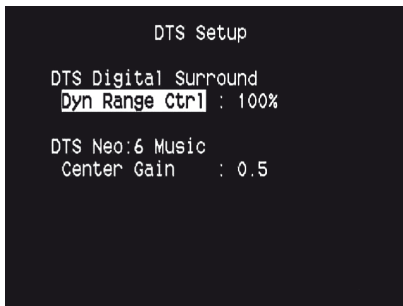 DTS Setup
DTS Digital Surround
Dyn Range Ctrl : 100%
DTS Neo:6 Music
Center Gain : 0.5